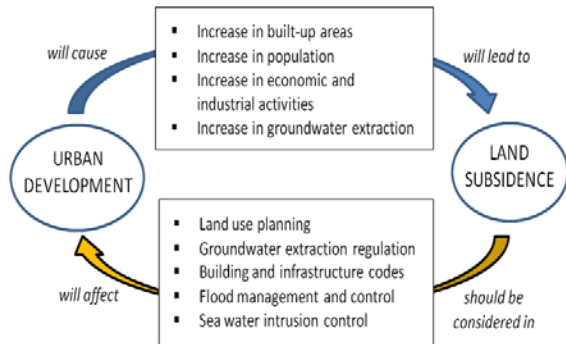 will cause
▪ Increase in built-up areas
▪ Increase in population
▪ Increase in economic and
industrial activities
▪ Increase in groundwater extraction
will lead to
URBAN
DEVELOPMENT
LAND
SUBSIDENCE
▪ Land use planning
▪ Groundwater extraction regulation
▪ Building and infrastructure codes
▪ Flood management and control
▪ Sea water intrusion control
will affect
should be
considered in